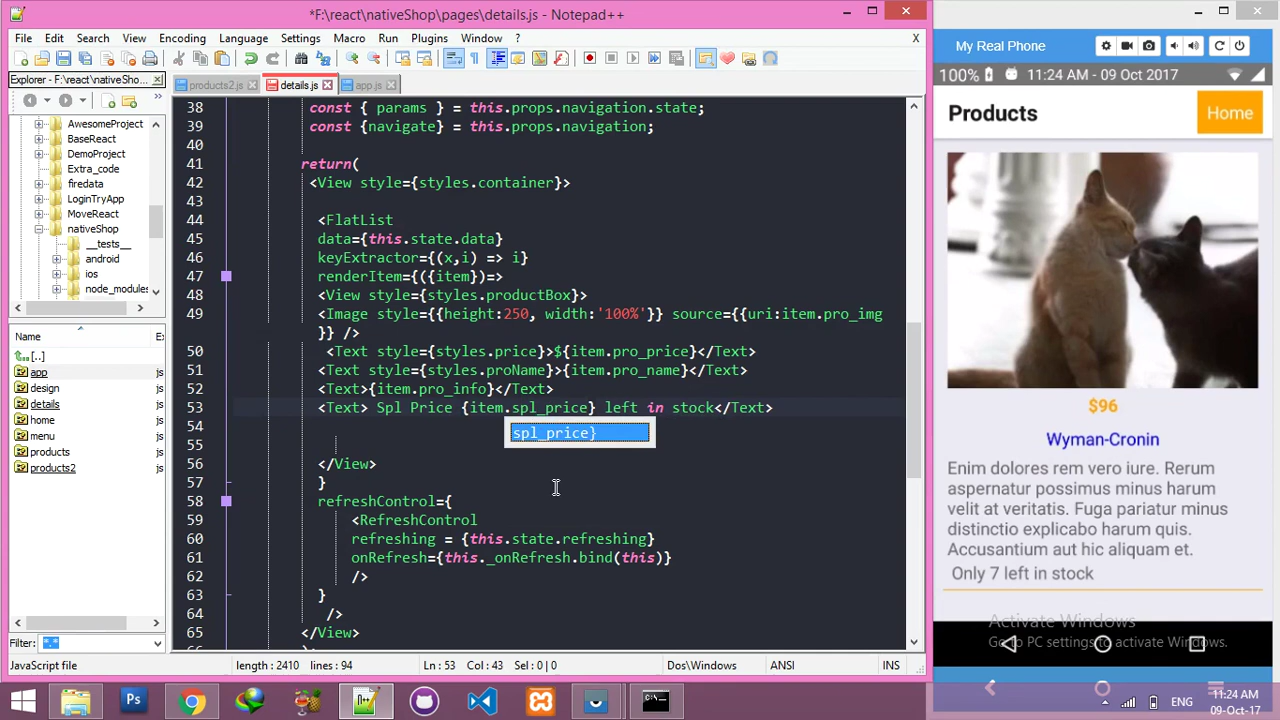 *F:\react\nativeShop\pages\details.js - Notepad++
File Edit Search View Encoding Language Settings Macro Run Plugins Window ? X
Explorer - F:\react\nativeShop...
AwesomeProject
BaseReact
DemoProject
Extra_code
firedata
LoginTryApp
MoveReact
nativeShop
__tests__
android
ios
node_modules
Name
[..]
app js
design js
details js
home js
menu js
products js
products2 js
Filter:
products2.js details.js app.js
38 const { params } = this.props.navigation.state;
39 const {navigate} = this.props.navigation;
40
41 return(
42 <View style={styles.container}>
43
44 <FlatList
45 data={this.state.data}
46 keyExtractor={(x,i) => i}
47 renderItem={({item})=>
48 <View style={styles.productBox}>
49 <Image style={{height:250, width:'100%'}} source={{uri:item.pro_img
}} />
50 <Text style={styles.price}>${item.pro_price}</Text>
51 <Text style={styles.proName}>{item.pro_name}</Text>
52 <Text>{item.pro_info}</Text>
53 <Text> Spl Price {item.spl_price} left in stock</Text>
54 spl_price}
55
56 </View>
57 }
58 refreshControl={
59 <RefreshControl
60 refreshing = {this.state.refreshing}
61 onRefresh={this._onRefresh.bind(this)}
62 />
63 }
64 />
65 </View>
JavaScript file length : 2410 lines : 94 Ln : 53 Col : 43 Sel : 0 | 0 Dos\Windows ANSI INS
My Real Phone
100% 11:24 AM - 09 Oct 2017
Products Home
$96
Wyman-Cronin
Enim dolores rem vero iure. Rerum
aspernatur possimus minus harum
velit at veritatis. Fuga pariatur minus
distinctio explicabo harum quis.
Accusantium aut hic aliquam et.
Only 7 left in stock
Activate Windows
Go to PC settings to activate Windows.
Ps
ENG
11:24 AM
09-Oct-17